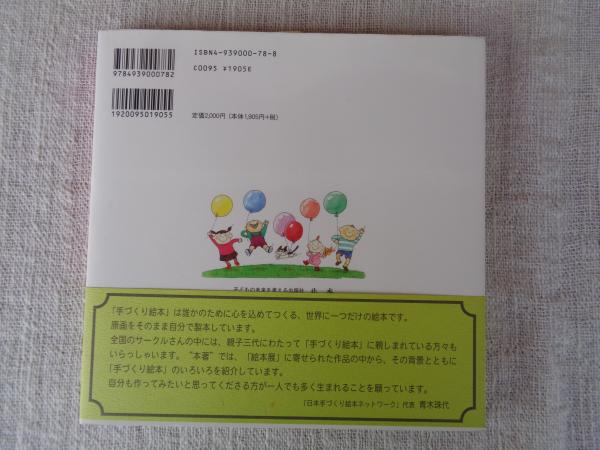 ISBN4-939000-78-8
C0095 ¥1905E
9784939000782
定価2,000円（本体1,905円+税）
1920095019055
「手づくり絵本」は誰かのために心を込めてつくる、世界に一つだけの絵本です。
原画をそのまま自分で製本しています。
全国のサークルさんの中には、親子三代にわたって「手づくり絵本」に親しまれている方々も
いらっしゃいます。“本著”では、「絵本展」に寄せられた作品の中から、その背景とともに
「手づくり絵本」のいろいろを紹介しています。
自分も作ってみたいと思ってくださる方が一人でも多く生まれることを願っています。
「日本手づくり絵本ネットワーク」代表 青木珠代